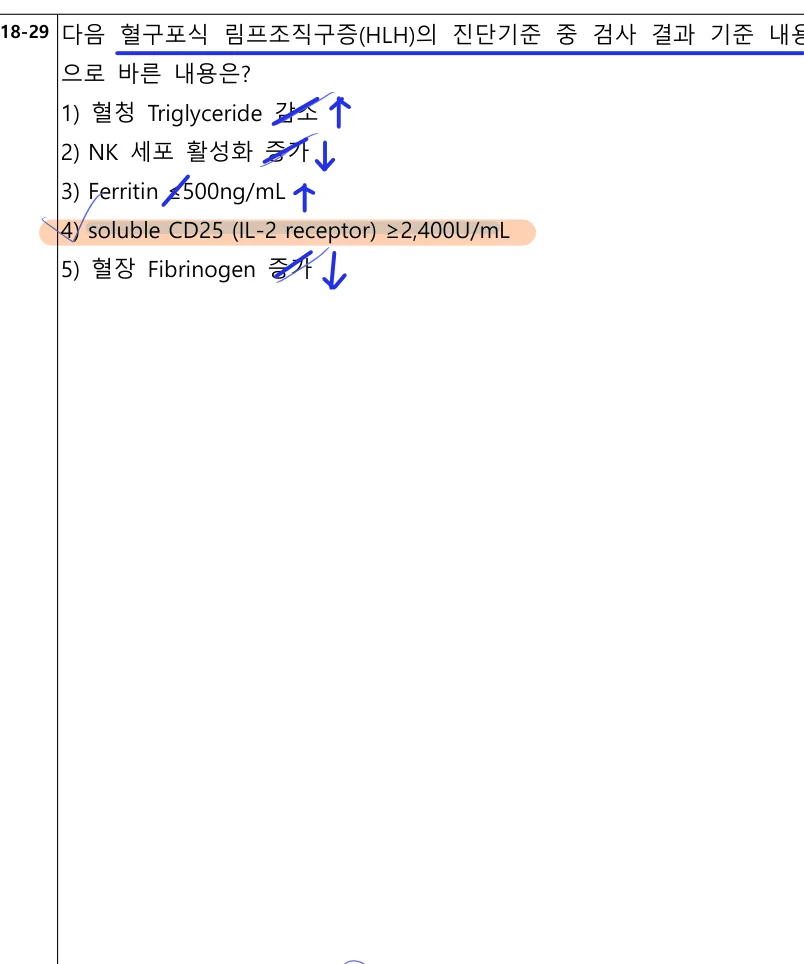 18-29 다음 혈구포식 림프조직구증(HLH)의 진단기준 중 검사 결과 기준 내용
으로 바른 내용은?
1) 혈청 Triglyceride 감소 ↑
2) NK 세포 활성화 증가 ↓
3) Ferritin ≤500ng/mL ↑
4) soluble CD25 (IL-2 receptor) ≥2,400U/mL
5) 혈장 Fibrinogen 증가 ↓